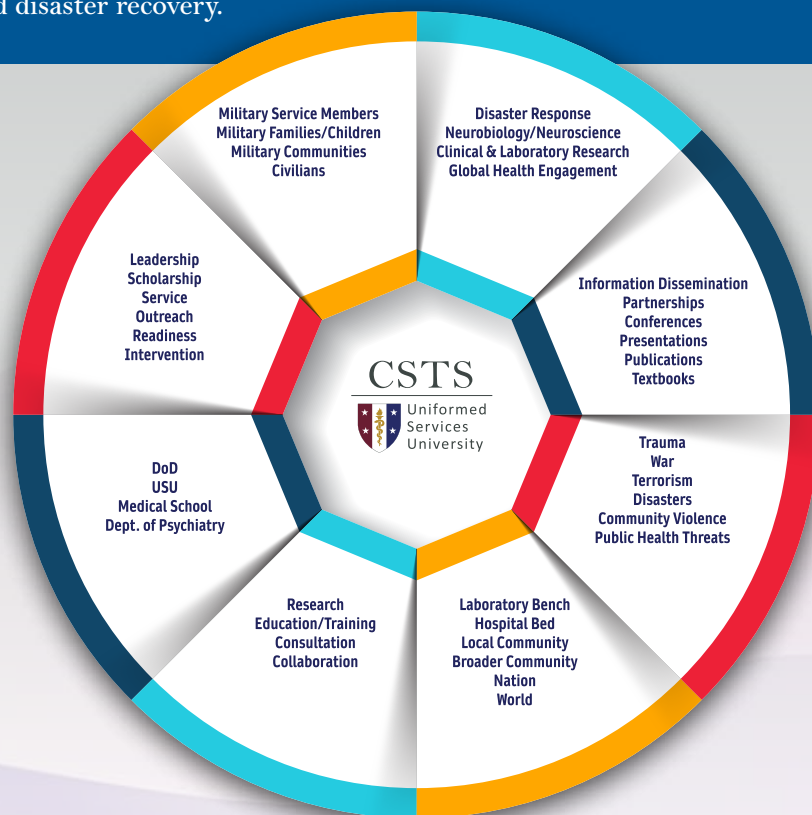 d disaster recovery.
Military Service Members
Military Families/Children
Military Communities
Civilians
Disaster Response
Neurobiology/Neuroscience
Clinical & Laboratory Research
Global Health Engagement
Information Dissemination
Partnerships
Conferences
Presentations
Publications
Textbooks
Trauma
War
Terrorism
Disasters
Community Violence
Public Health Threats
Laboratory Bench
Hospital Bed
Local Community
Broader Community
Nation
World
Research
Education/Training
Consultation
Collaboration
DoD
USU
Medical School
Dept. of Psychiatry
Leadership
Scholarship
Service
Outreach
Readiness
Intervention
CSTS
Uniformed
Services
University